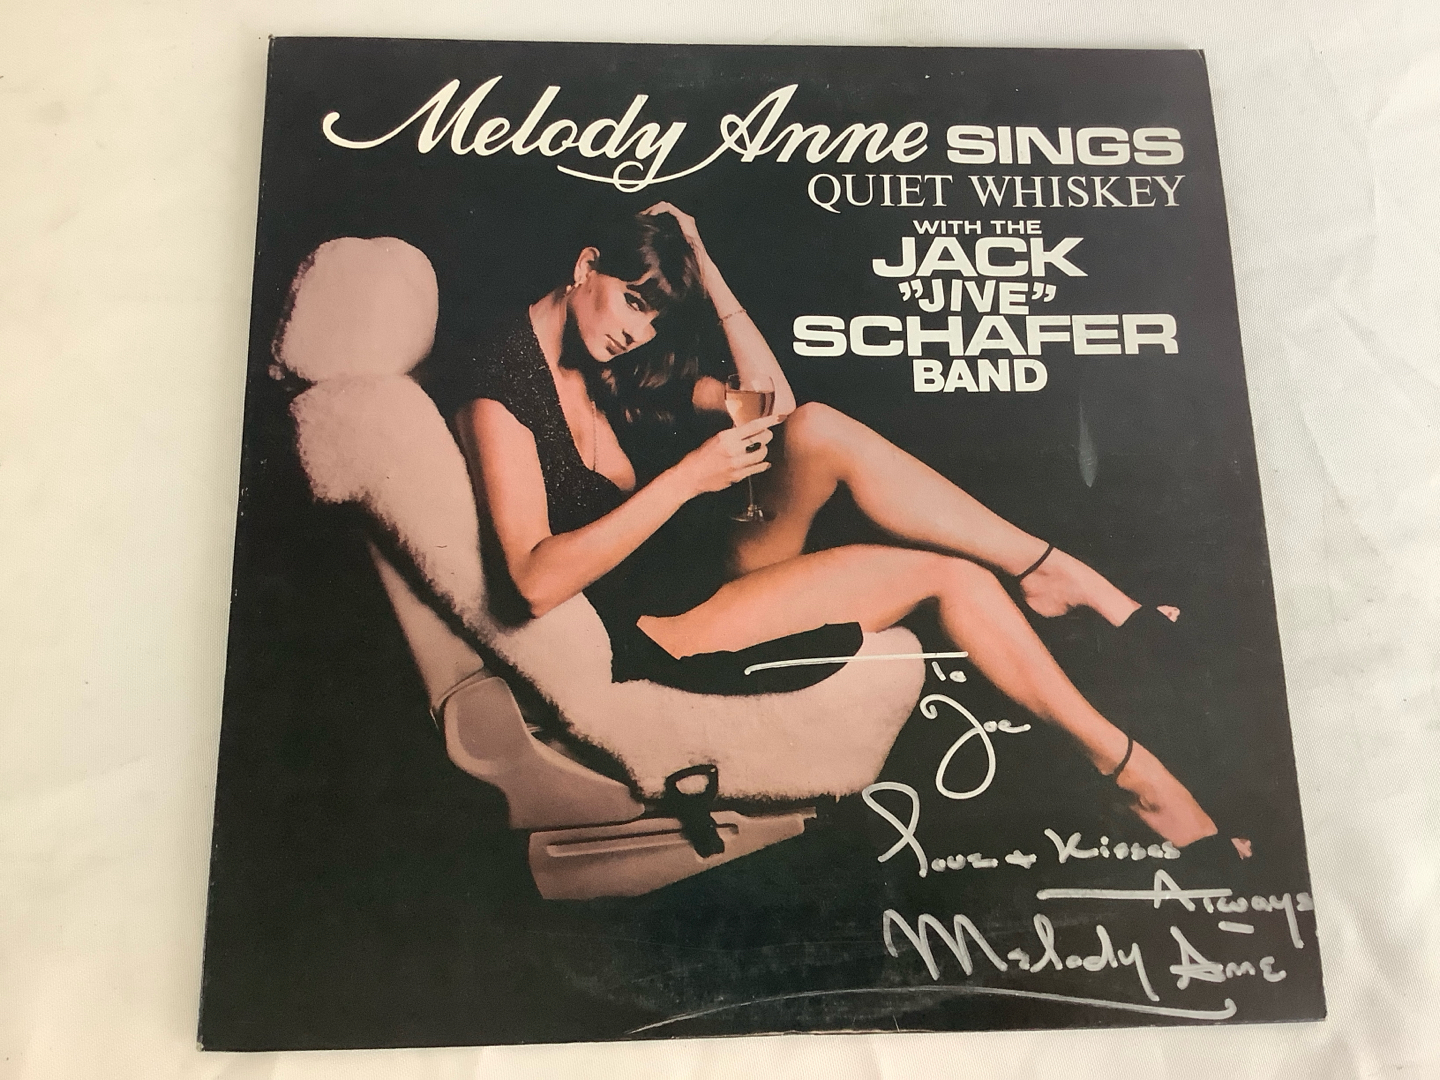 Melody Anne SINGS
QUIET WHISKEY
WITH THE
JACK
”JIVE”
SCHAFER
BAND
To
Joe
Love + Kisses
Always
Melody Anne